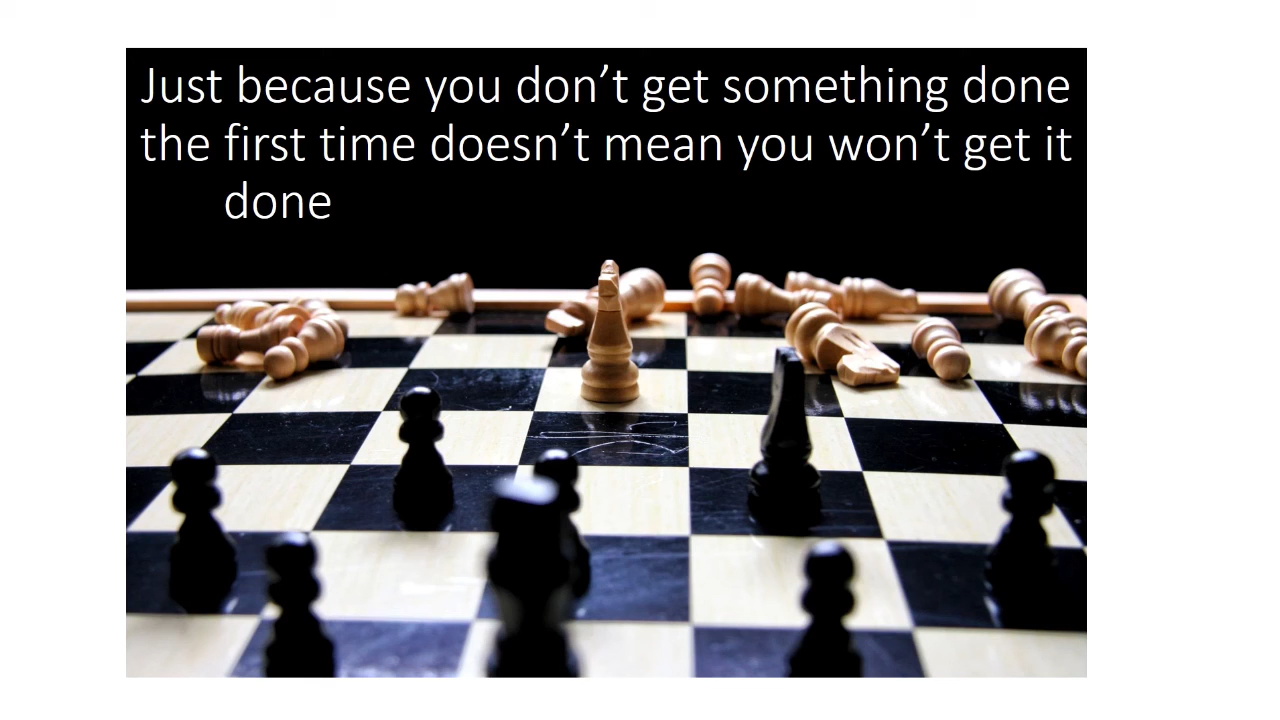 Just because you don’t get something done
the first time doesn’t mean you won’t get it
done